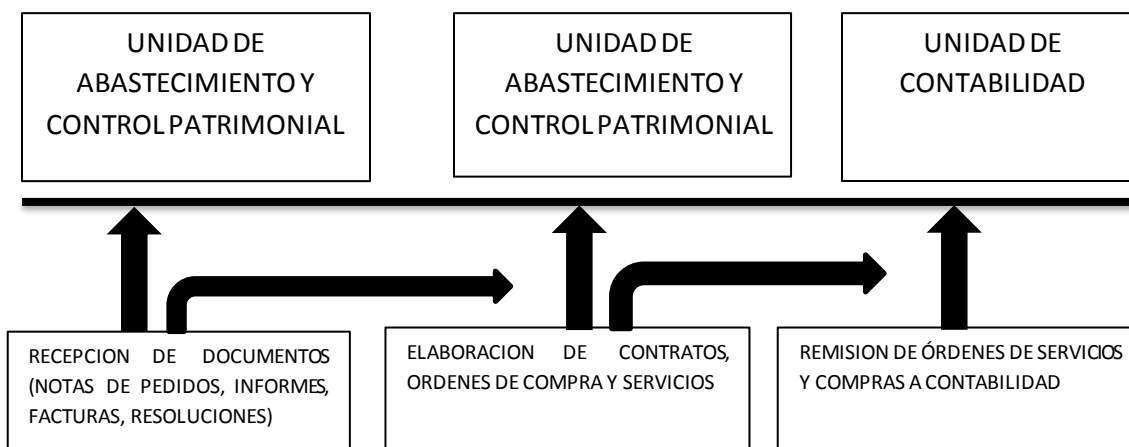 UNIDAD DE
ABASTECIMIENTO Y
CONTROL PATRIMONIAL
UNIDAD DE
ABASTECIMIENTO Y
CONTROL PATRIMONIAL
UNIDAD DE
CONTABILIDAD
RECEPCION DE DOCUMENTOS
(NOTAS DE PEDIDOS, INFORMES,
FACTURAS, RESOLUCIONES)
ELABORACION DE CONTRATOS,
ORDENES DE COMPRA Y SERVICIOS
REMISION DE ÓRDENES DE SERVICIOS
Y COMPRAS A CONTABILIDAD